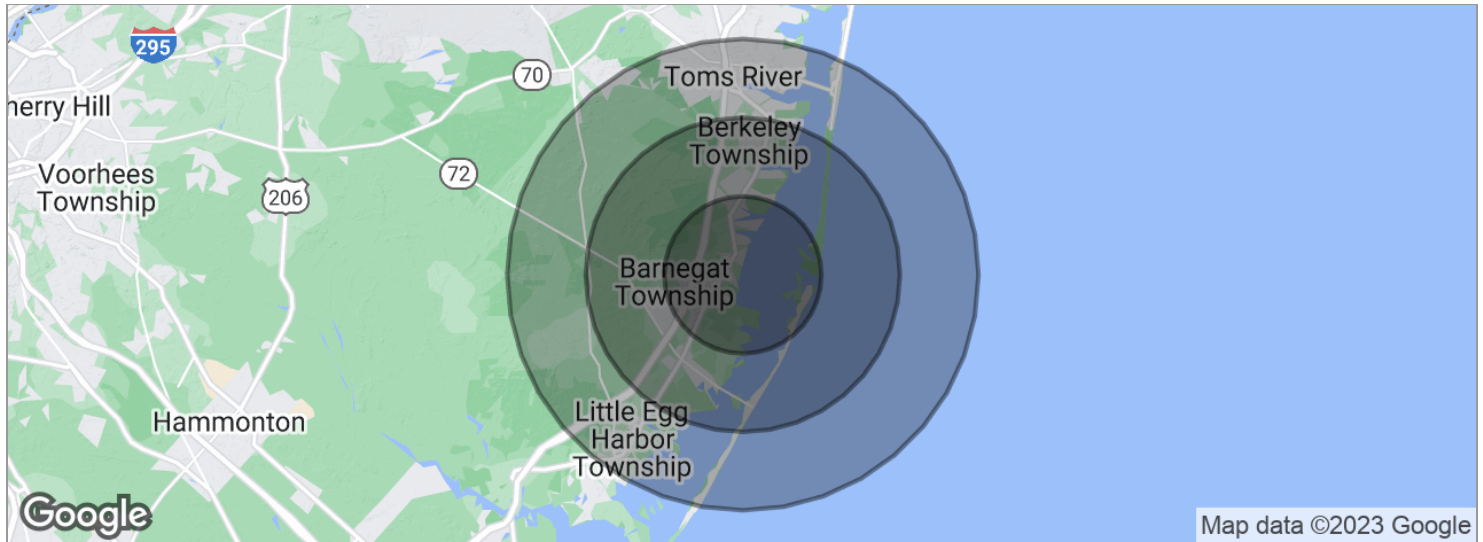 295
70
Toms River
nerry Hill
Berkeley
Township
72
Voorhees
Township
206
Barnegat
Township
Little Egg
Harbor
Township
Hammonton
Google
Map data ©2023 Google